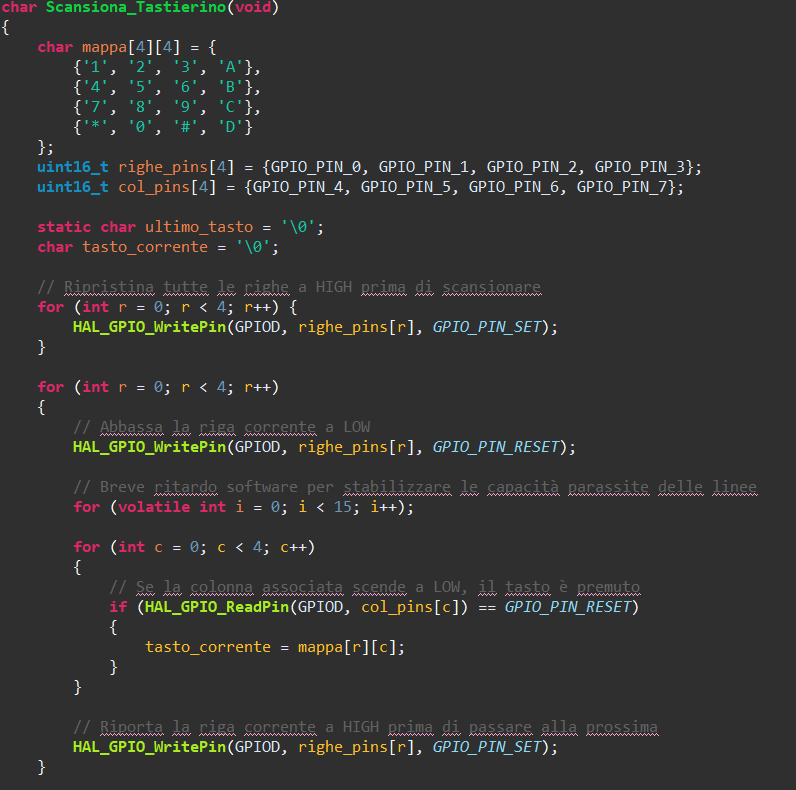 char Scansiona_Tastierino(void)
{
    char mappa[4][4] = {
        {'1', '2', '3', 'A'},
        {'4', '5', '6', 'B'},
        {'7', '8', '9', 'C'},
        {'*', '0', '#', 'D'}
    };
    uint16_t righe_pins[4] = {GPIO_PIN_0, GPIO_PIN_1, GPIO_PIN_2, GPIO_PIN_3};
    uint16_t col_pins[4] = {GPIO_PIN_4, GPIO_PIN_5, GPIO_PIN_6, GPIO_PIN_7};

    static char ultimo_tasto = '\0';
    char tasto_corrente = '\0';

    // Ripristina tutte le righe a HIGH prima di scansionare
    for (int r = 0; r < 4; r++) {
        HAL_GPIO_WritePin(GPIOD, righe_pins[r], GPIO_PIN_SET);
    }

    for (int r = 0; r < 4; r++)
    {
        // Abbassa la riga corrente a LOW
        HAL_GPIO_WritePin(GPIOD, righe_pins[r], GPIO_PIN_RESET);

        // Breve ritardo software per stabilizzare le capacità parassite delle linee
        for (volatile int i = 0; i < 15; i++);

        for (int c = 0; c < 4; c++)
        {
            // Se la colonna associata scende a LOW, il tasto è premuto
            if (HAL_GPIO_ReadPin(GPIOD, col_pins[c]) == GPIO_PIN_RESET)
            {
                tasto_corrente = mappa[r][c];
            }
        }

        // Riporta la riga corrente a HIGH prima di passare alla prossima
        HAL_GPIO_WritePin(GPIOD, righe_pins[r], GPIO_PIN_SET);
    }